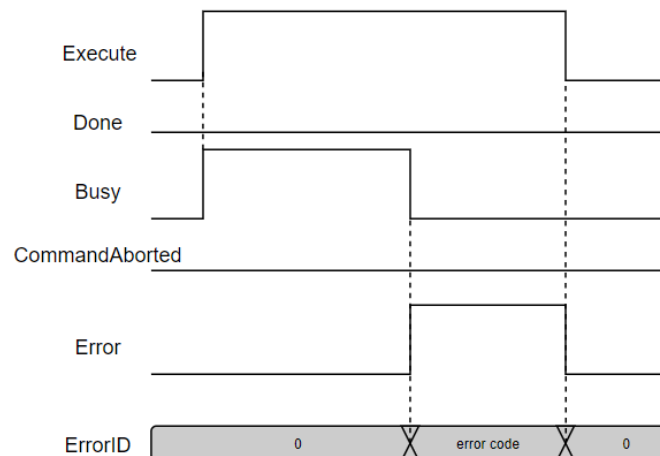 Execute
Done
Busy
CommandAborted
Error
ErrorID 0 error code 0